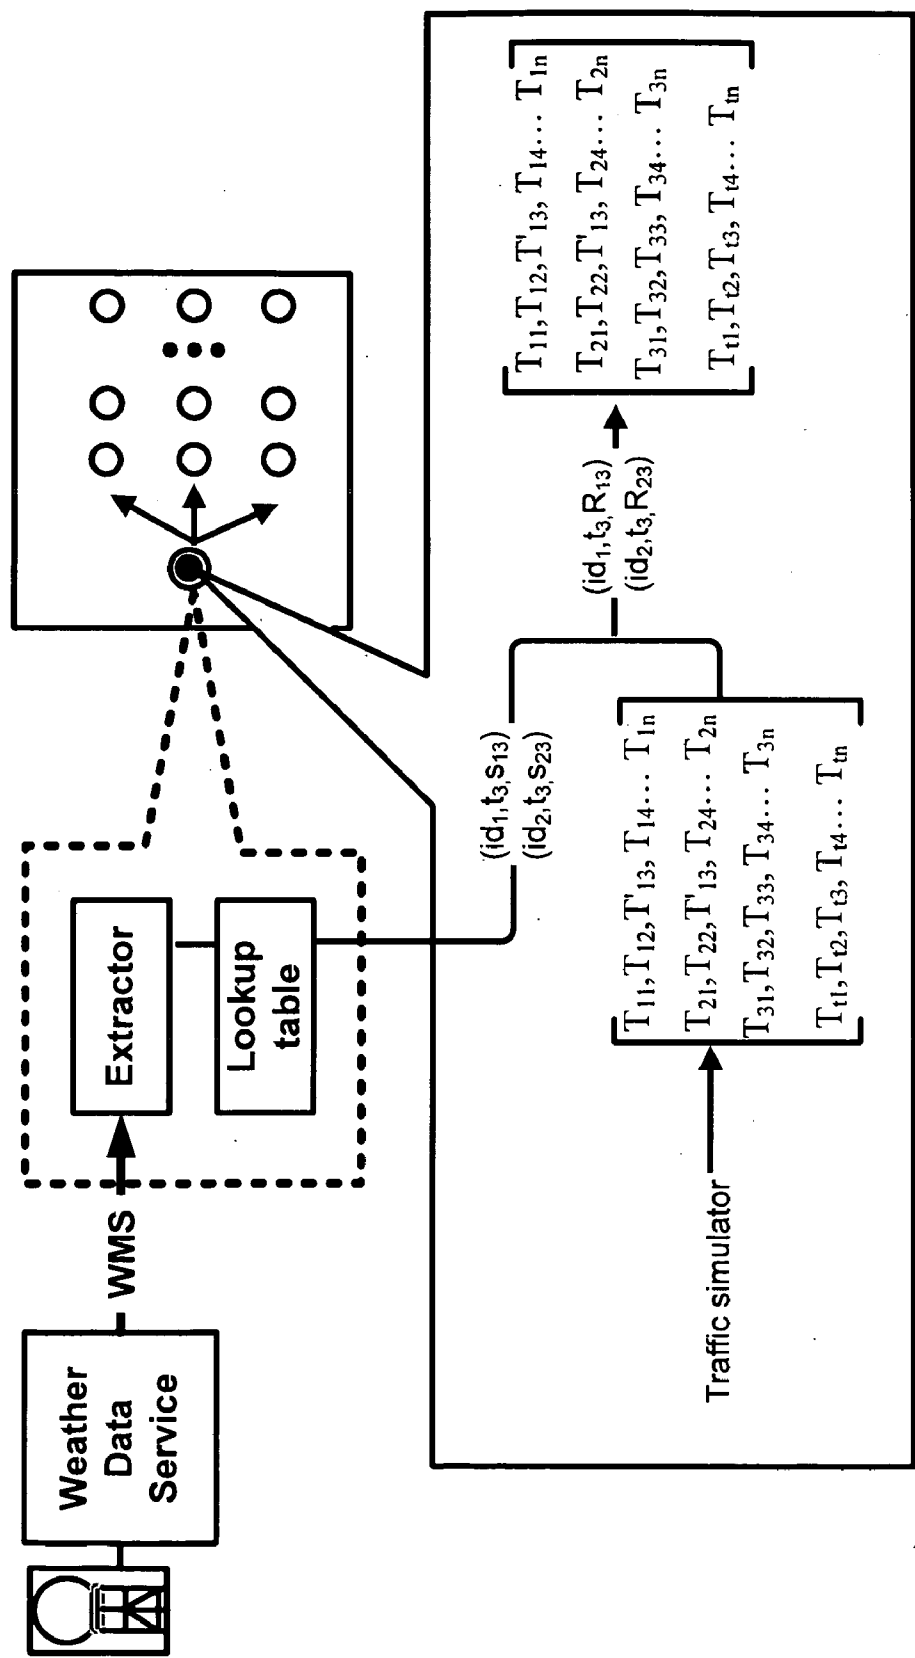 Weather
Data
Service
WMS
Extractor
Lookup
table
Traffic simulator
T11,T12,T'13, T14... T1n
T21,T22,T'13, T24... T2n
T31,T32, T33, T34... T3n
Tt1,Tt2,Tt3, Tt4... Ttn
(id1,t3,s13)
(id2,t3,s23)
(id1,t3,R13)
(id2,t3,R23)
T11,T12,T'13, T14... T1n
T21,T22,T'13, T24... T2n
T31,T32, T33, T34... T3n
Tt1,Tt2,Tt3, Tt4... Ttn